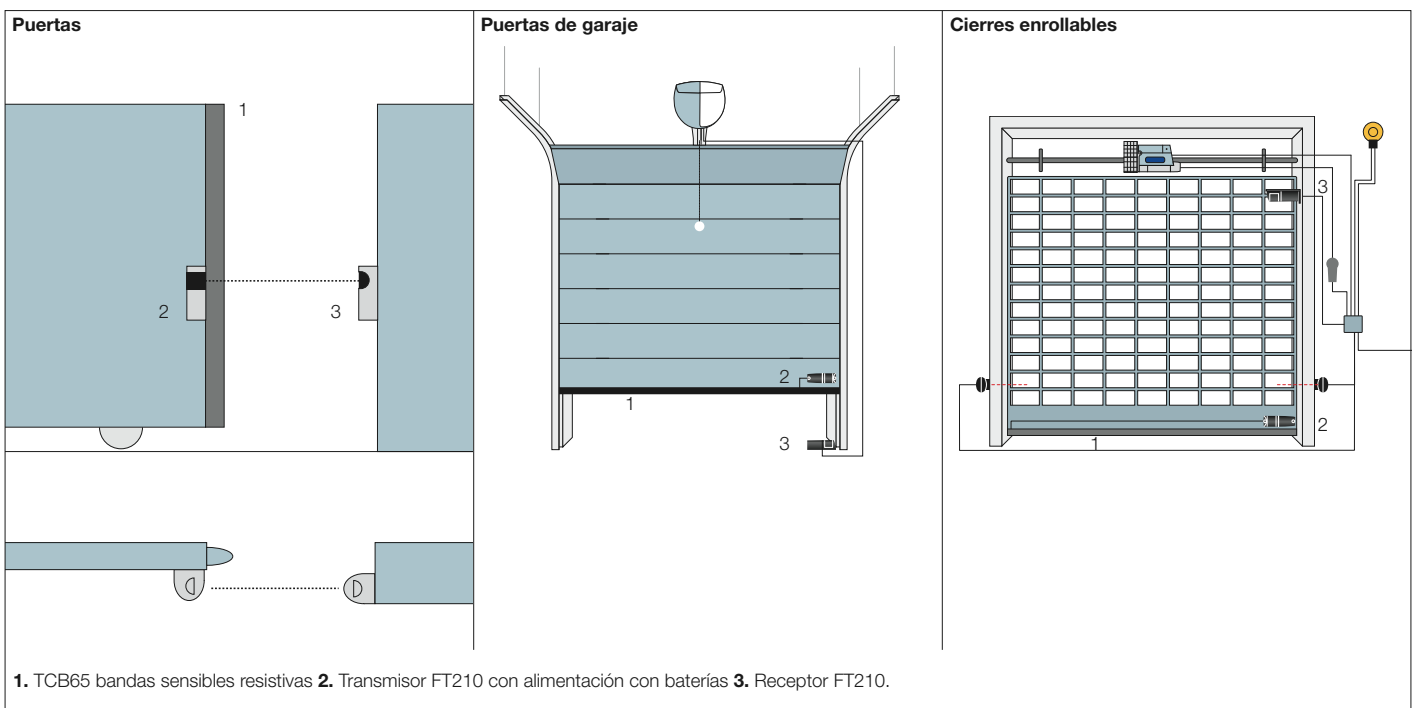 Puertas
1
2
3
Puertas de garaje
2
1
3
Cierres enrollables
3
2
1
1. TCB65 bandas sensibles resistivas 2. Transmisor FT210 con alimentación con baterías 3. Receptor FT210.